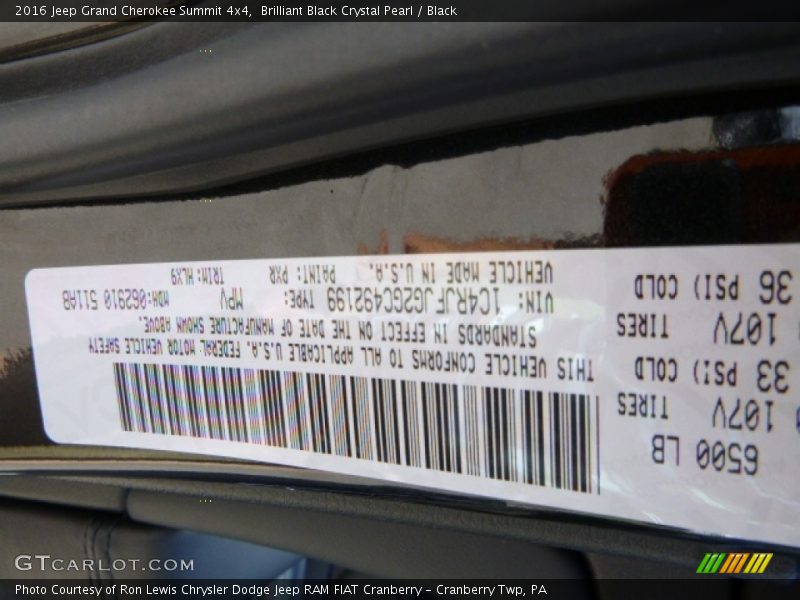 2016 Jeep Grand Cherokee Summit 4x4,  Brilliant Black Crystal Pearl / Black
6500 LB
107V TIRES
33 PSI) COLD
107V TIRES
36 PSI) COLD
THIS VEHICLE CONFORMS TO ALL APPLICABLE U.S.A. FEDERAL MOTOR VEHICLE SAFETY
STANDARDS IN EFFECT ON THE DATE OF MANUFACTURE SHOWN ABOVE.
VIN: 1C4RJFJG2GC492199 TYPE: MPV MDH:062910 511AB
VEHICLE MADE IN U.S.A. PAINT: PXR TRIM:HLX9
GTCARLOT.COM
Photo Courtesy of Ron Lewis Chrysler Dodge Jeep RAM FIAT Cranberry – Cranberry Twp, PA